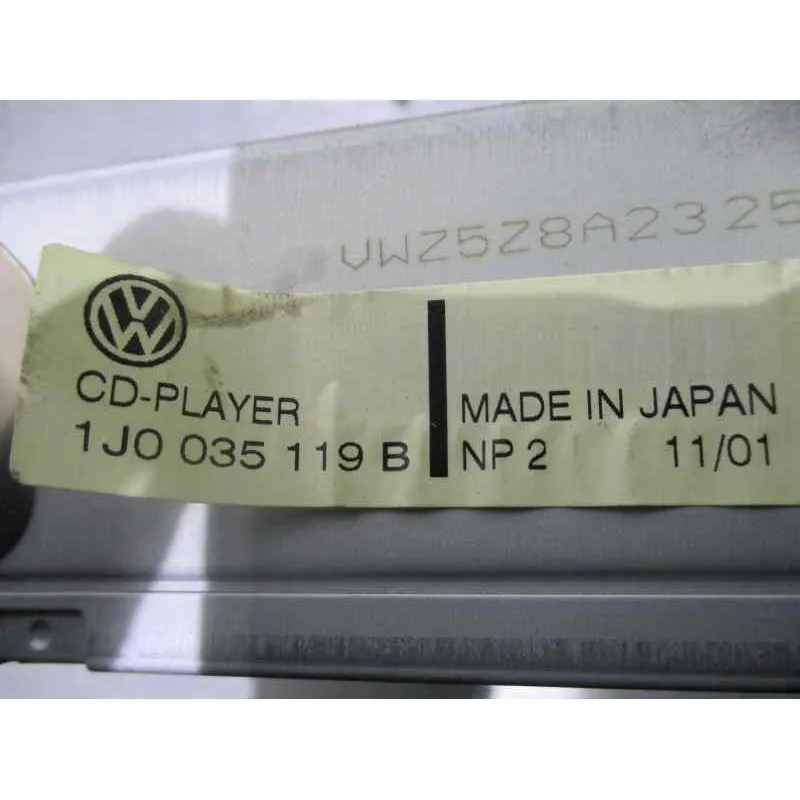 VWZ5Z8A2325
CD-PLAYER
1J0 035 119 B
MADE IN JAPAN
NP 2 11/01